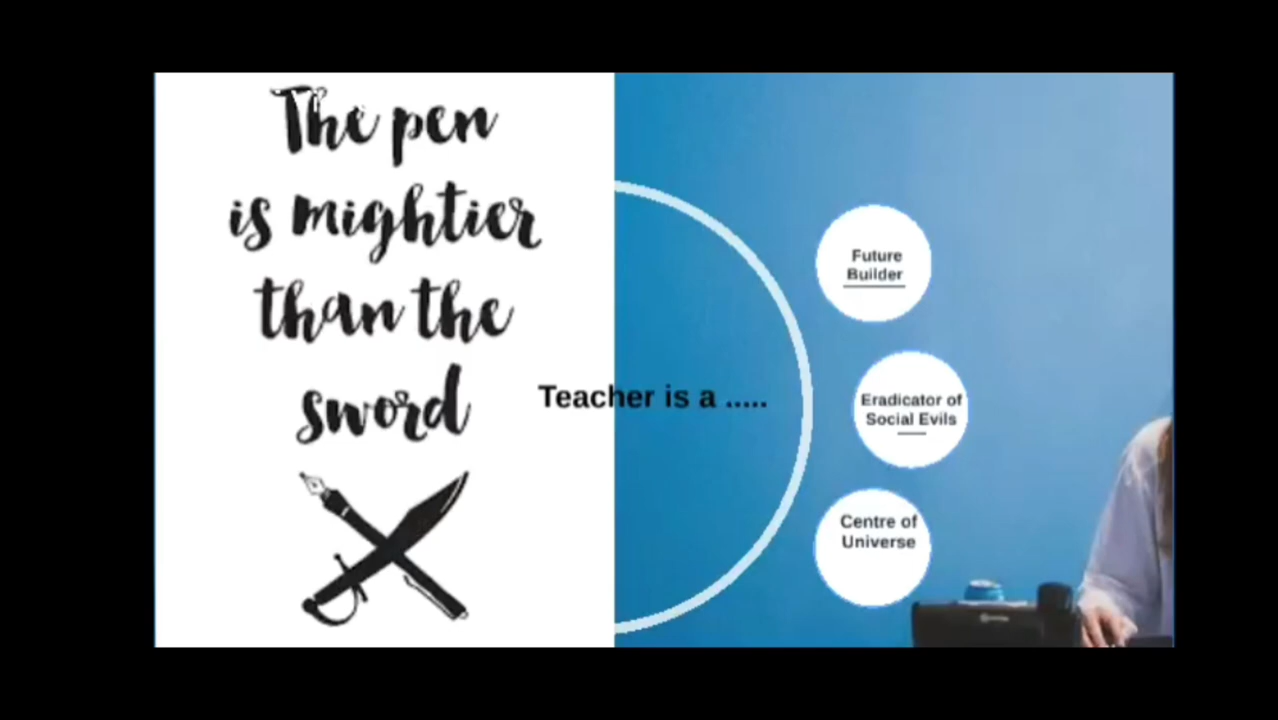 The pen
is mightier
than the
sword
Teacher is a .....
Future
Builder
Eradicator of
Social Evils
Centre of
Universe